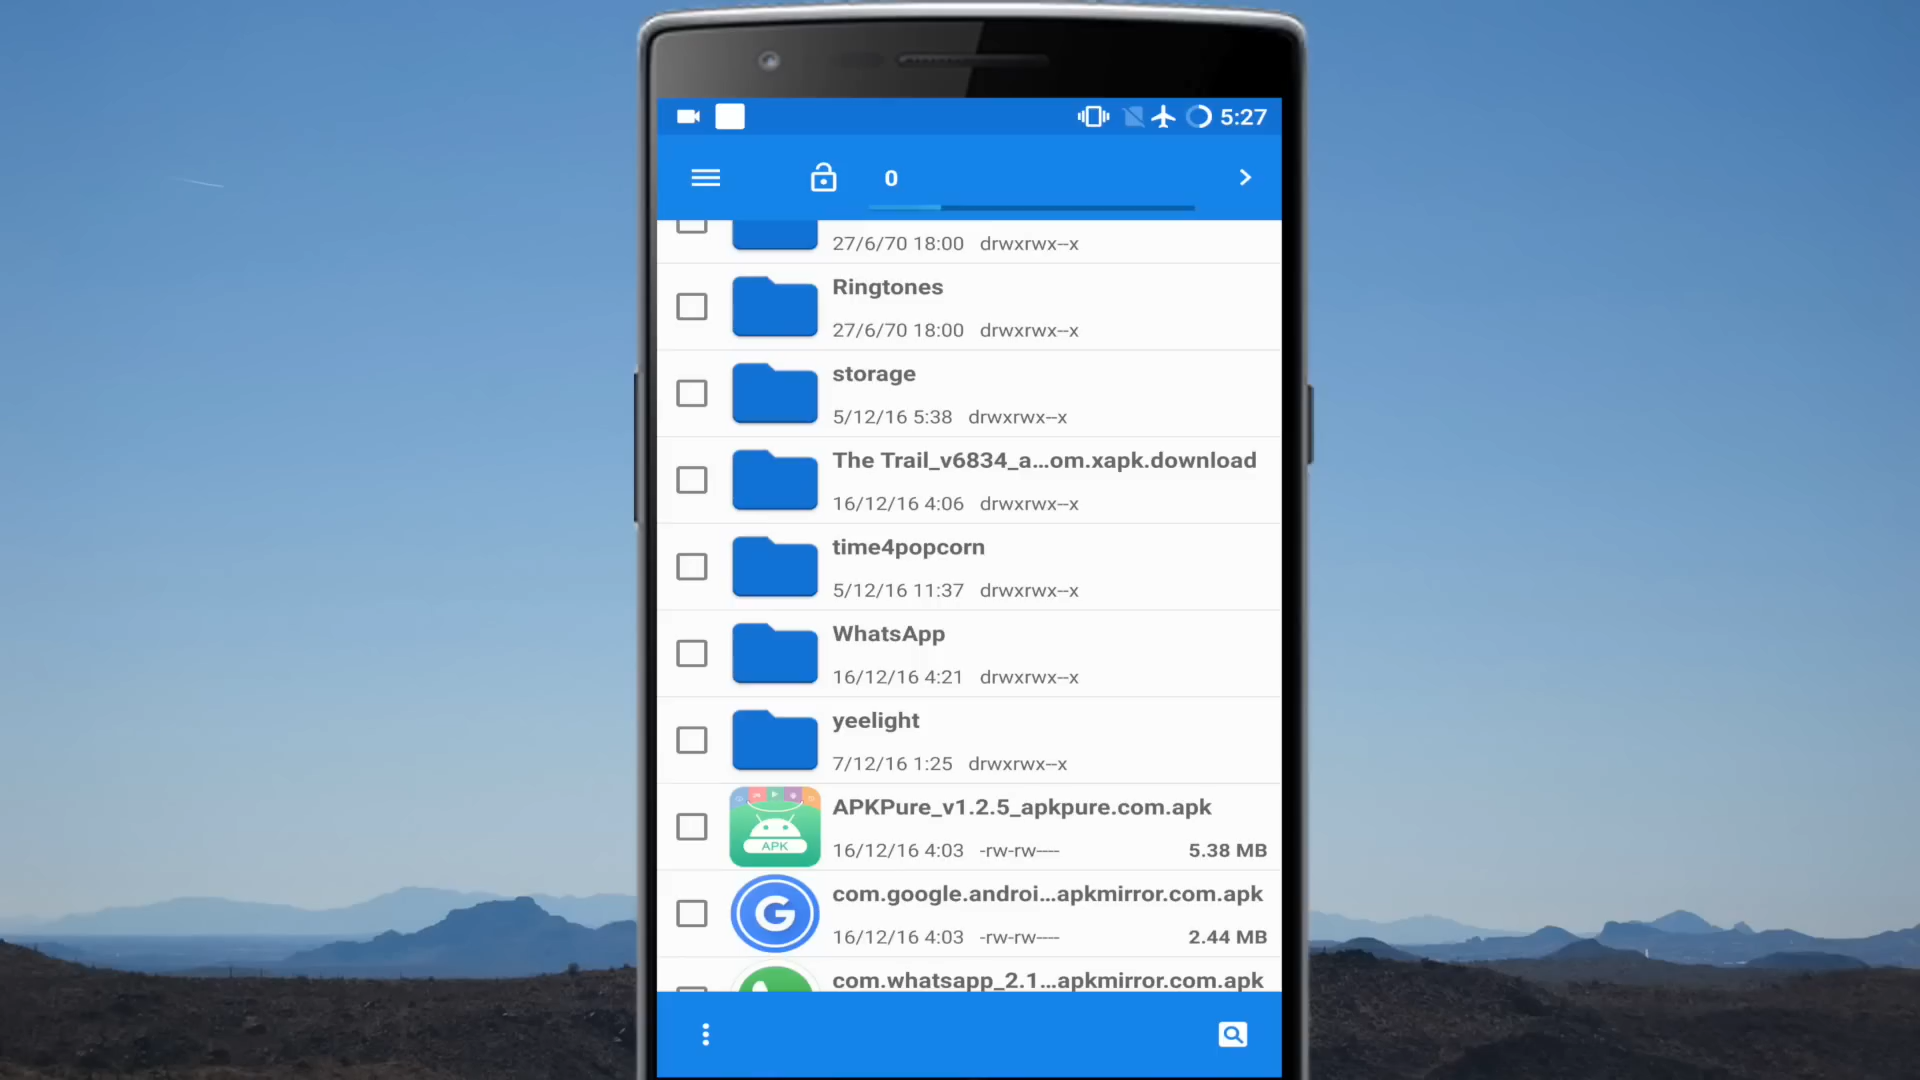 5:27
0
27/6/70 18:00 drwxrwx--x
Ringtones
27/6/70 18:00 drwxrwx--x
storage
5/12/16 5:38 drwxrwx--x
The Trail_v6834_a...om.xapk.download
16/12/16 4:06 drwxrwx--x
time4popcorn
5/12/16 11:37 drwxrwx--x
WhatsApp
16/12/16 4:21 drwxrwx--x
yeelight
7/12/16 1:25 drwxrwx--x
APKPure_v1.2.5_apkpure.com.apk
APK
16/12/16 4:03 -rw-rw---- 5.38 MB
com.google.androi...apkmirror.com.apk
G
16/12/16 4:03 -rw-rw---- 2.44 MB
com.whatsapp_2.1...apkmirror.com.apk